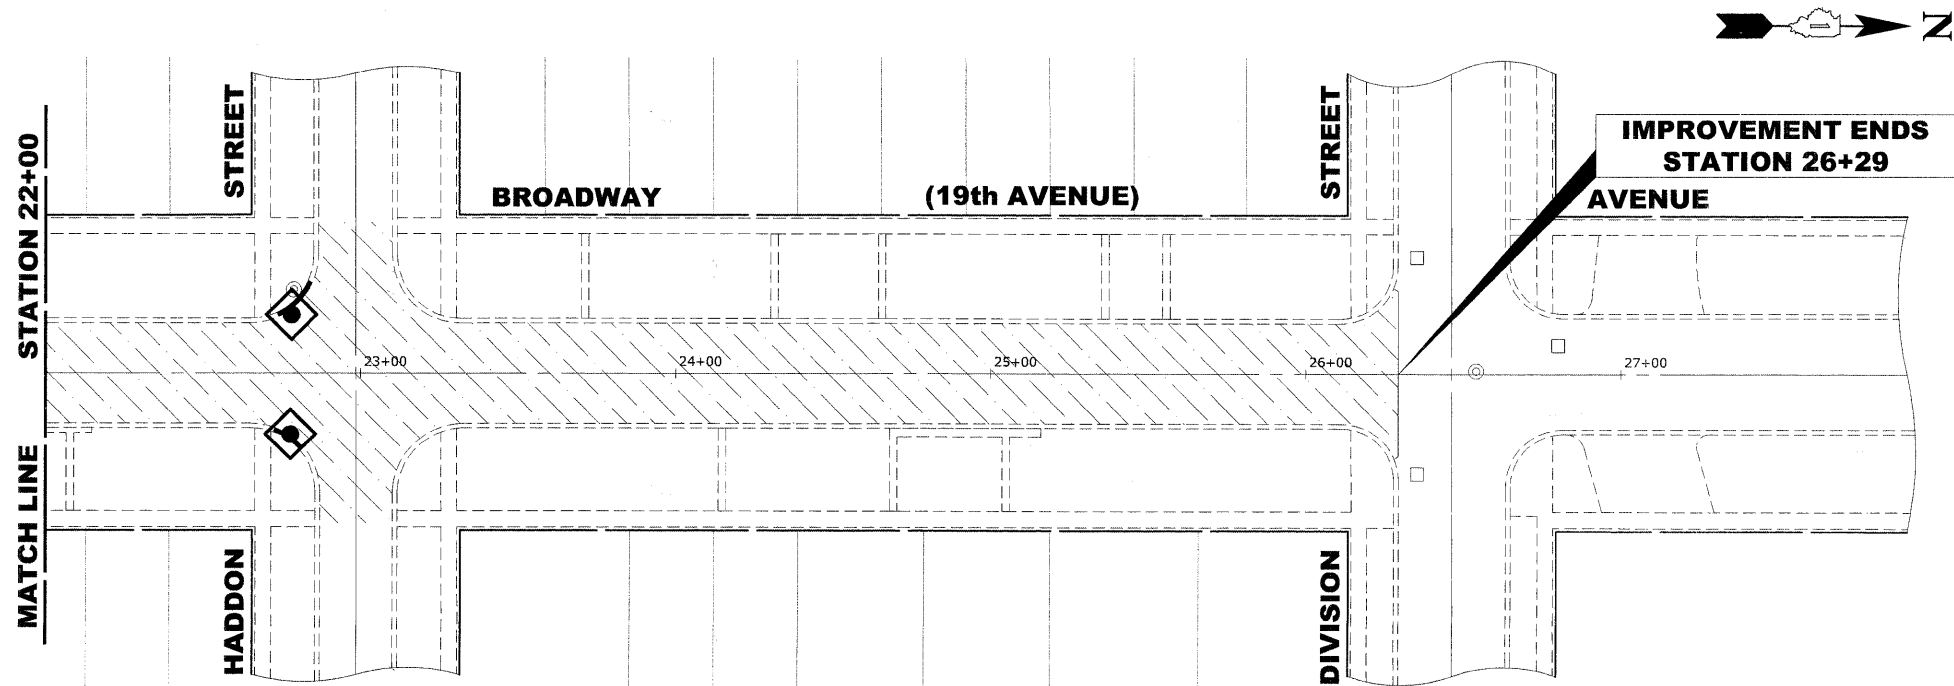 N
IMPROVEMENT ENDS
STATION 26+29
BROADWAY (19th AVENUE) AVENUE
MATCH LINE STATION 22+00
HADDON STREET
DIVISION STREET
23+00 24+00 25+00 26+00 27+00